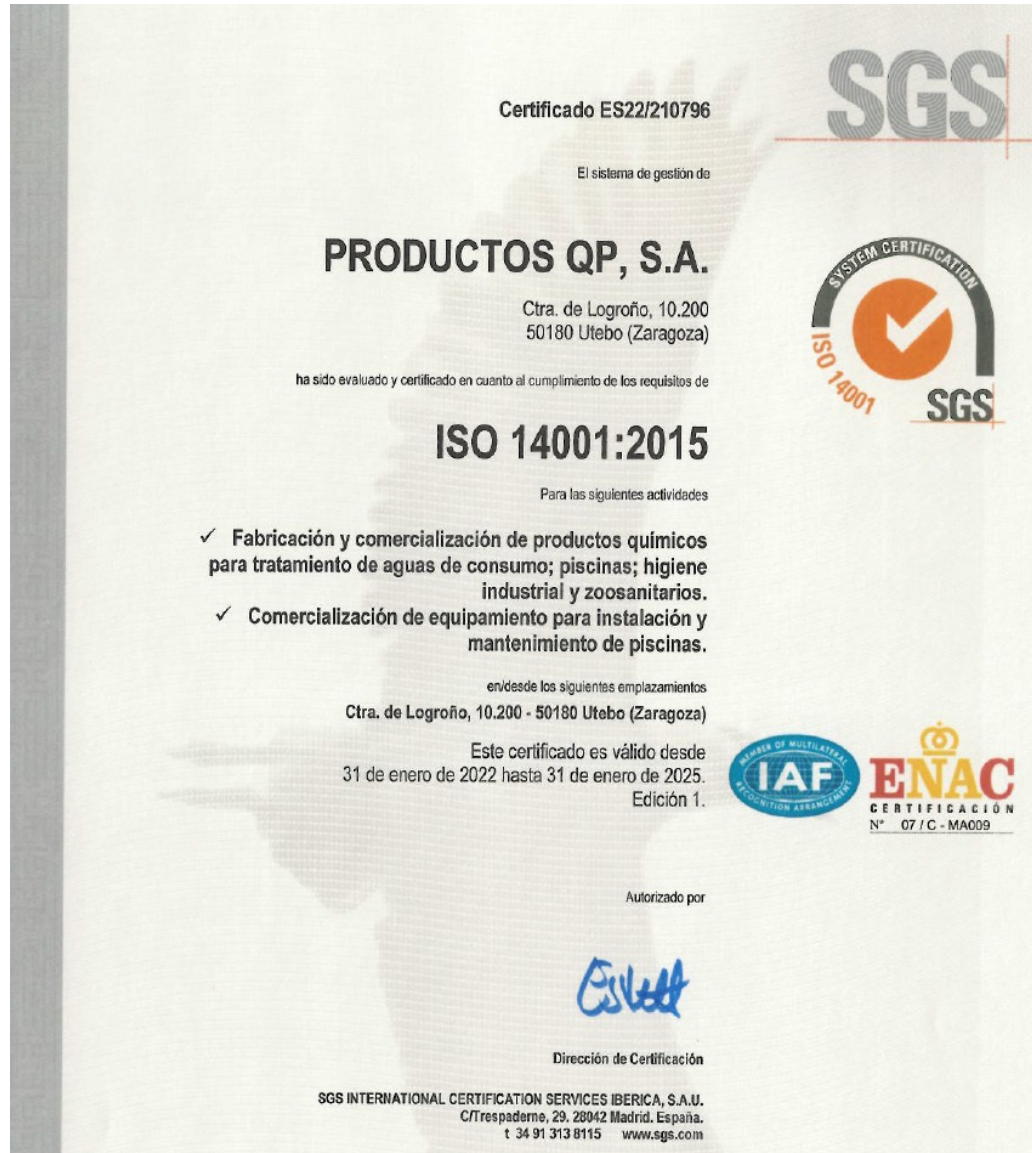 SGS
Certificado ES22/210796
El sistema de gestión de
PRODUCTOS QP, S.A.
Ctra. de Logroño, 10.200
50180 Utebo (Zaragoza)
SYSTEM CERTIFICATION
ISO 14001
SGS
ha sido evaluado y certificado en cuanto al cumplimiento de los requisitos de
ISO 14001:2015
Para las siguientes actividades
✓ Fabricación y comercialización de productos químicos
para tratamiento de aguas de consumo; piscinas; higiene
industrial y zoosanitarios.
✓ Comercialización de equipamiento para instalación y
mantenimiento de piscinas.
en/desde los siguientes emplazamientos
Ctra. de Logroño, 10.200 - 50180 Utebo (Zaragoza)
Este certificado es válido desde
31 de enero de 2022 hasta 31 de enero de 2025.
Edición 1.
MEMBER OF MULTILATERAL
IAF
RECOGNITION ARRANGEMENT
ENAC
CERTIFICACIÓN
Nº 07 / C - MA009
Autorizado por
Dirección de Certificación
SGS INTERNATIONAL CERTIFICATION SERVICES IBERICA, S.A.U.
C/Trespaderne, 29. 28042 Madrid. España.
t 34 91 313 8115 www.sgs.com